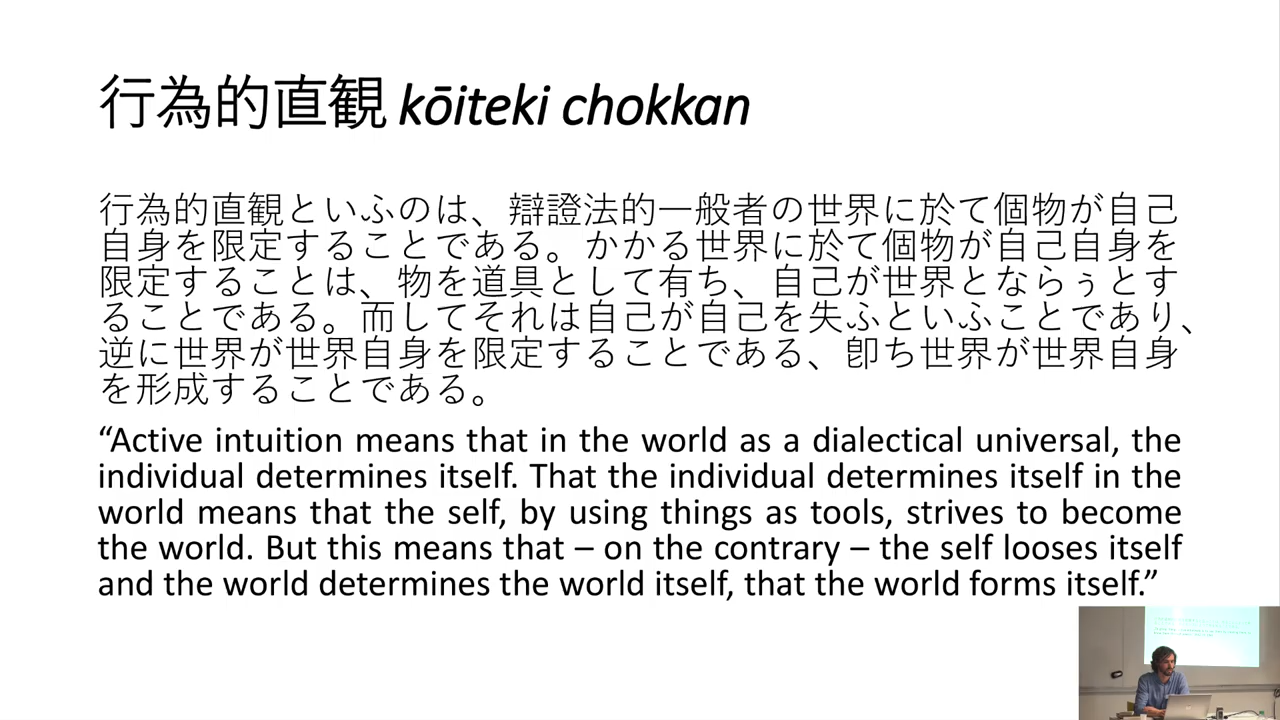 行為的直観 kōiteki chokkan
行為的直観といふのは、辯證法的一般者の世界に於て個物が自己
自身を限定することである。かかる世界に於て個物が自己自身を
限定することは、物を道具として有ち、自己が世界とならぅとす
ることである。而してそれは自己が自己を失ふといふことであり、
逆に世界が世界自身を限定することである、卽ち世界が世界自身
を形成することである。
“Active intuition means that in the world as a dialectical universal, the
individual determines itself. That the individual determines itself in the
world means that the self, by using things as tools, strives to become
the world. But this means that – on the contrary – the self looses itself
and the world determines the world itself, that the world forms itself.”